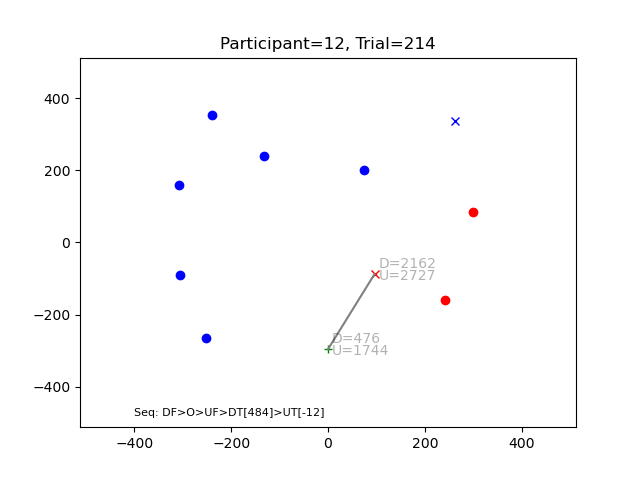 Participant=12, Trial=214
400
200
0
−200
−400
D=2162
U=2727
D=476
U=1744
Seq: DF>O>UF>DT[484]>UT[-12]
−400
−200
0
200
400